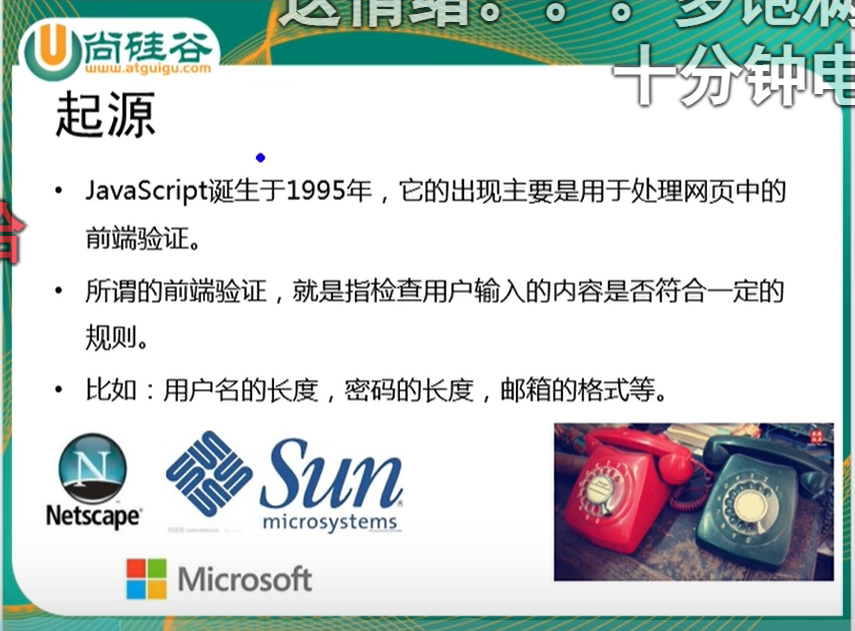 这情绪。。。多饱满
尚硅谷
www.atguigu.com
十分钟电
起源
JavaScript诞生于1995年，它的出现主要是用于处理网页中的
前端验证。
所谓的前端验证，就是指检查用户输入的内容是否符合一定的
规则。
比如：用户名的长度，密码的长度，邮箱的格式等。
N
Netscape®
Sun®
microsystems
Microsoft